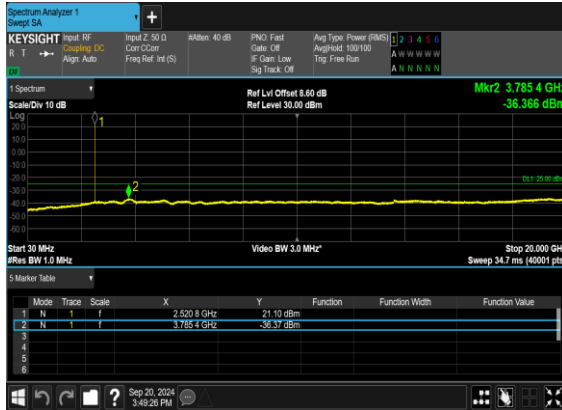 Spectrum Analyzer 1
Swept SA
+
KEYSIGHT Input: RF Input Z: 50 Ω #Atten: 40 dB PNO: Fast Avg Type: Power (RMS) 1 2 3 4 5 6
R T Coupling: DC Corr CCorr Gate: Off Avg|Hold: 100/100 A W W W W W
Align: Auto Freq Ref: Int (S) IF Gain: Low Trig: Free Run
Sig Track: Off A N N N N N
1 Spectrum Ref Lvl Offset 8.60 dB Mkr2 3.785 4 GHz
Scale/Div 10 dB Ref Level 30.00 dBm -36.366 dBm
Log
1
20.0
10.0
0.00
-10.0
-20.0
DL1 -25.00 dBm
2
-30.0
-40.0
-50.0
-60.0
Start 30 MHz Video BW 3.0 MHz* Stop 20.000 GHz
#Res BW 1.0 MHz Sweep 34.7 ms (40001 pts)
5 Marker Table
Mode Trace Scale X Y Function Function Width Function Value
1 N 1 f 2.520 8 GHz 21.10 dBm
2 N 1 f 3.785 4 GHz -36.37 dBm
3
4
5
6
? Sep 20, 2024
3:49:26 PM